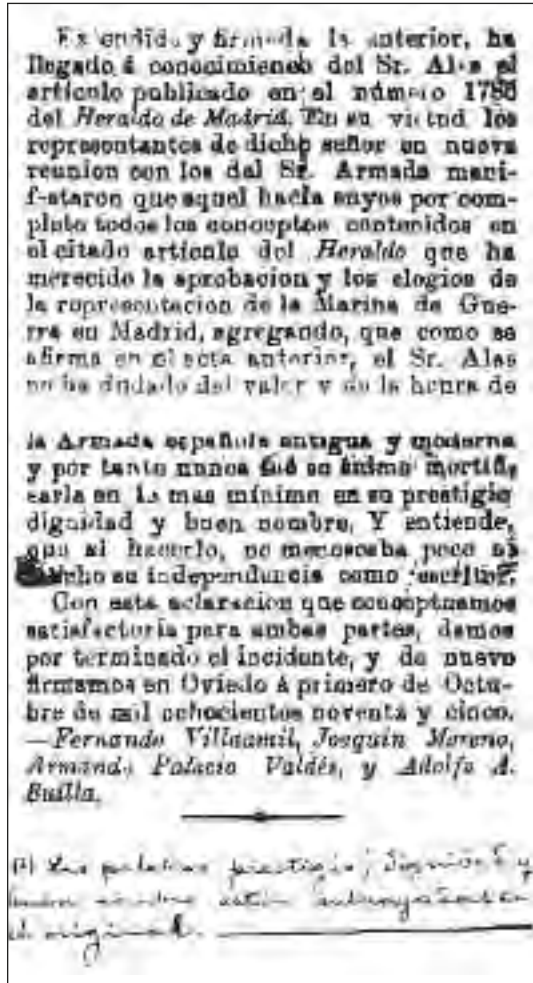 Extendida y firmada la anterior, ha
llegado á conocimiento del Sr. Alas el
artículo publicado en el número 1786
del Heraldo de Madrid. En su virtud los
representantes de dicho señor en nueva
reunion con los del Sr. Armada mani-
festaron que aquel hacía suyos por com-
pleto todos los conceptos contenidos en
el citado artículo del Heraldo que ha
merecido la aprobacion y los elogios de
la representacion de la Marina de Gue-
rra en Madrid, agregando, que como se
afirma en el acta anterior, el Sr. Alas
no ha dudado del valor y de la honra de
la Armada española antigua y moderna
y por tanto nunca fué su ánimo mortifi-
carla en lo mas mínimo en su prestigio
dignidad y buen nombre. Y entiende,
que al hacerlo, no menoscaba poco ni
mucho su independencia como escritor.
Con esta aclaracion que conceptuamos
satisfactoria para ambas partes, damos
por terminado el incidente, y de nuevo
firmamos en Oviedo á primero de Octu-
bre de mil ochocientos noventa y cinco.
—Fernando Villaamil, Joaquin Moreno,
Armando Palacio Valdés, y Adolfo A.
Builla.
Las palabras prestigio, dignidad y
buen nombre están subrayadas en
el original.